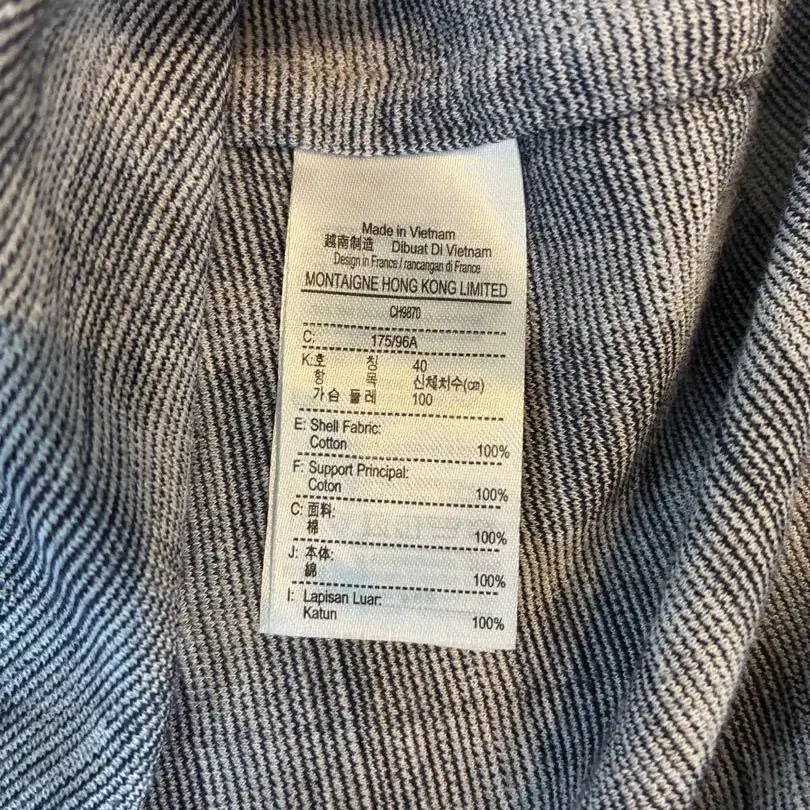 Made in Vietnam
越南制造 Dibuat Di Vietnam
Design in France / rancangan di France
MONTAIGNE HONG KONG LIMITED
CH9870
C: 175/96A
K:호 칭 40
항 목 신체치수(cm)
가슴 둘레 100
E: Shell Fabric:
Cotton 100%
F: Support Principal:
Coton 100%
C: 面料:
棉 100%
J: 本体:
綿 100%
I: Lapisan Luar:
Katun 100%